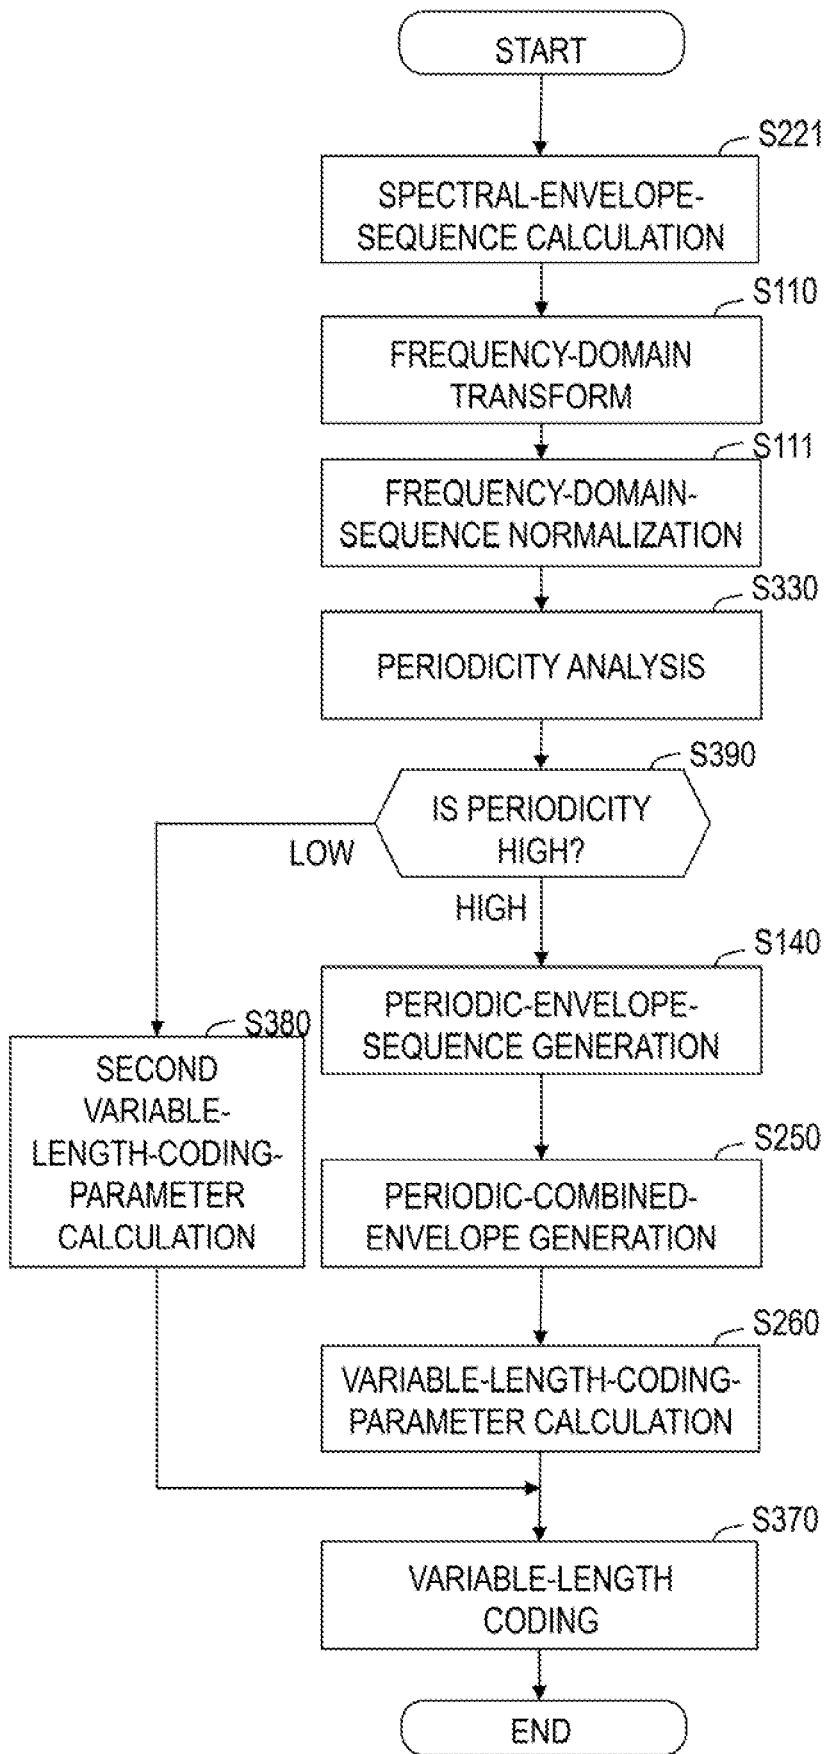 START
S221
SPECTRAL-ENVELOPE-
SEQUENCE CALCULATION
S110
FREQUENCY-DOMAIN
TRANSFORM
S111
FREQUENCY-DOMAIN-
SEQUENCE NORMALIZATION
S330
PERIODICITY ANALYSIS
S390
IS PERIODICITY
HIGH?
LOW
HIGH
S140
PERIODIC-ENVELOPE-
SEQUENCE GENERATION
S380
SECOND
VARIABLE-
LENGTH-CODING-
PARAMETER
CALCULATION
S250
PERIODIC-COMBINED-
ENVELOPE GENERATION
S260
VARIABLE-LENGTH-CODING-
PARAMETER CALCULATION
S370
VARIABLE-LENGTH
CODING
END